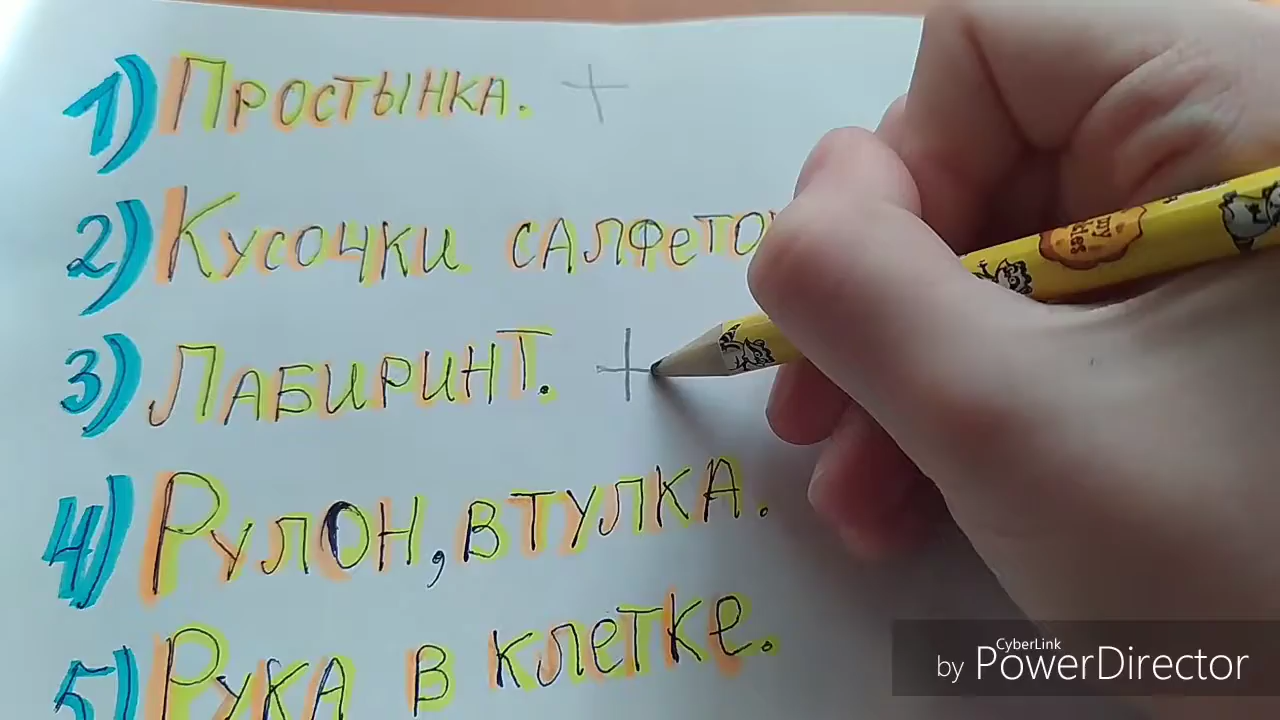 1) Простынка. +
2) Кусочки салфето
3) Лабиринт. +
4) Рулон, втулка.
5) Рука в клетке.
CyberLink
by PowerDirector